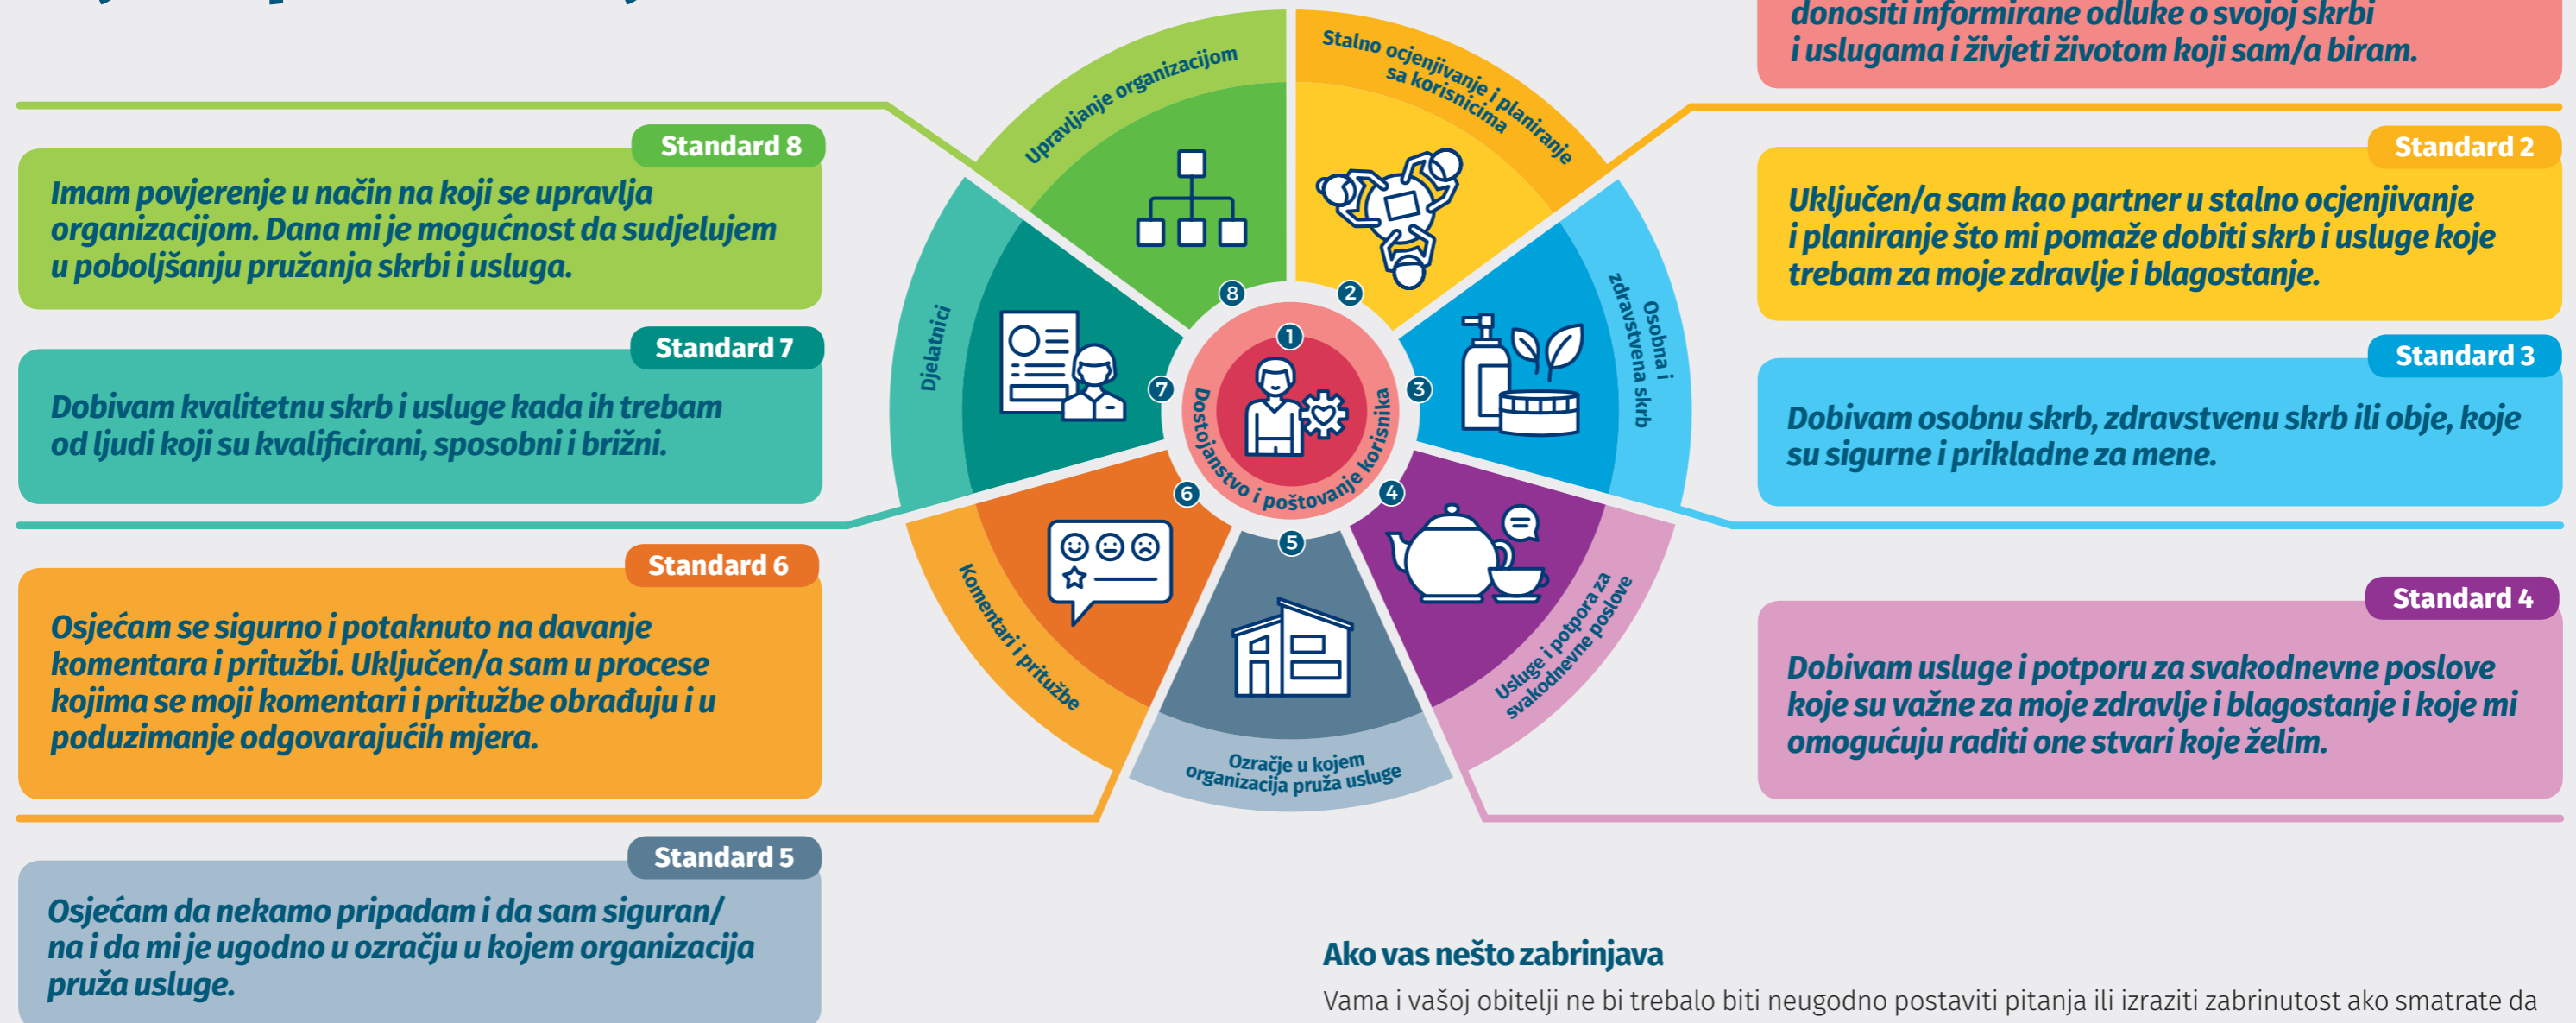 donositi informirane odluke o svojoj skrbi
i uslugama i živjeti životom koji sam/a biram.
Standard 8
Imam povjerenje u način na koji se upravlja
organizacijom. Dana mi je mogućnost da sudjelujem
u poboljšanju pružanja skrbi i usluga.
Standard 7
Dobivam kvalitetnu skrb i usluge kada ih trebam
od ljudi koji su kvalificirani, sposobni i brižni.
Standard 6
Osjećam se sigurno i potaknuto na davanje
komentara i pritužbi. Uključen/a sam u procese
kojima se moji komentari i pritužbe obrađuju i u
poduzimanje odgovarajućih mjera.
Standard 5
Osjećam da nekamo pripadam i da sam siguran/
na i da mi je ugodno u ozračju u kojem organizacija
pruža usluge.
Upravljanje organizacijom
Stalno ocjenjivanje i planiranje
sa korisnicima
Osobna i
zdravstvena skrb
Usluge i potpora za
svakodnevne poslove
Ozračje u kojem
organizacija pruža usluge
Komentari i pritužbe
Djelatnici
8
2
1
7
3
6
4
5
Dostojanstvo i poštovanje korisnika
Standard 2
Uključen/a sam kao partner u stalno ocjenjivanje
i planiranje što mi pomaže dobiti skrb i usluge koje
trebam za moje zdravlje i blagostanje.
Standard 3
Dobivam osobnu skrb, zdravstvenu skrb ili obje, koje
su sigurne i prikladne za mene.
Standard 4
Dobivam usluge i potporu za svakodnevne poslove
koje su važne za moje zdravlje i blagostanje i koje mi
omogućuju raditi one stvari koje želim.
Ako vas nešto zabrinjava
Vama i vašoj obitelji ne bi trebalo biti neugodno postaviti pitanja ili izraziti zabrinutost ako smatrate da